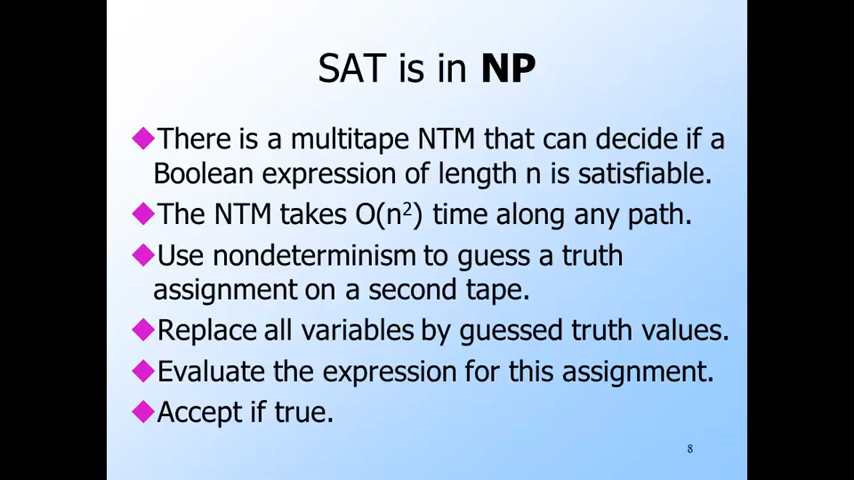 SAT is in NP
There is a multitape NTM that can decide if a
Boolean expression of length n is satisfiable.
The NTM takes O(n²) time along any path.
Use nondeterminism to guess a truth
assignment on a second tape.
Replace all variables by guessed truth values.
Evaluate the expression for this assignment.
Accept if true.
8